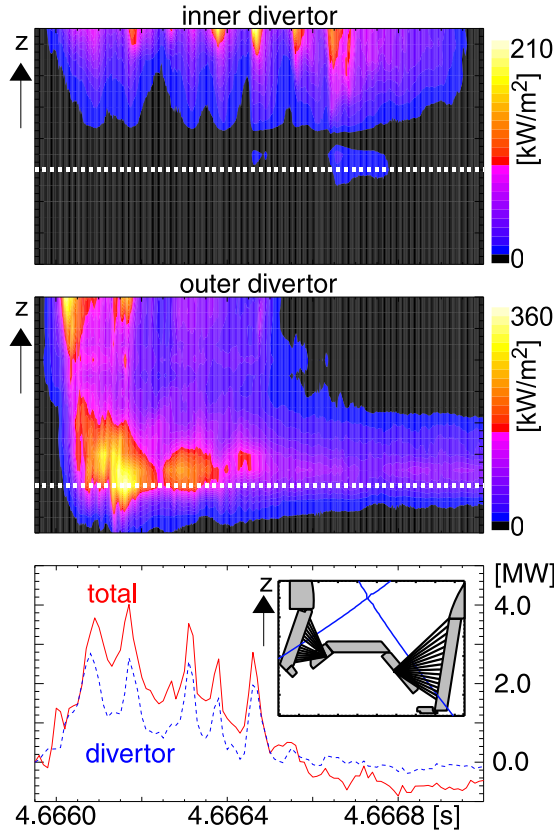 inner divertor
z
210
[kW/m²]
0
outer divertor
z
360
[kW/m²]
0
[MW]
total
z
4.0
2.0
divertor
0.0
4.6660 4.6664 4.6668 [s]